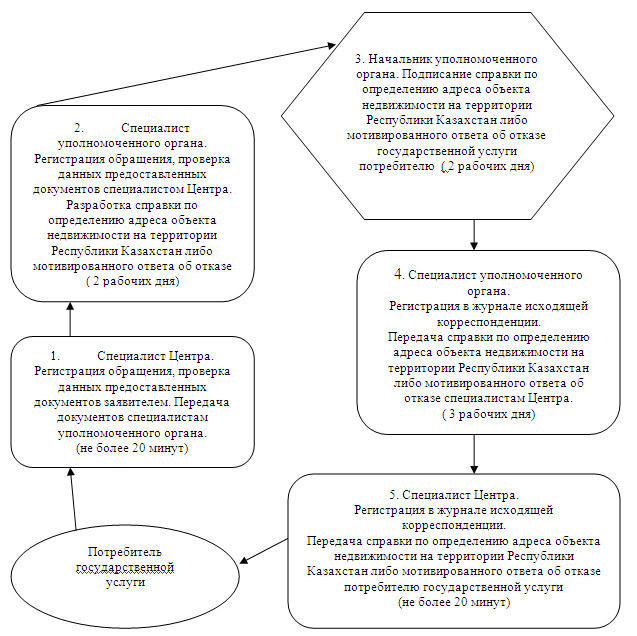 3. Начальник уполномоченного
органа. Подписание справки по
определению адреса объекта
недвижимости на территории
Республики Казахстан либо
мотивированного ответа об отказе
государственной услуги
потребителю ( 2 рабочих дня)
2. Специалист
уполномоченного органа.
Регистрация обращения, проверка
данных предоставленных
документов специалистом Центра.
Разработка справки по
определению адреса объекта
недвижимости на территории
Республики Казахстан либо
мотивированного ответа об отказе
( 2 рабочих дня)
4. Специалист уполномоченного
органа.
Регистрация в журнале исходящей
корреспонденции.
Передача справки по определению
адреса объекта недвижимости на
территории Республики Казахстан
либо мотивированного ответа об
отказе специалистам Центра.
( 3 рабочих дня)
1. Специалист Центра.
Регистрация обращения, проверка
данных предоставленных
документов заявителем. Передача
документов специалистам
уполномоченного органа.
(не более 20 минут)
5. Специалист Центра.
Регистрация в журнале исходящей
корреспонденции.
Передача справки по определению адреса объекта
недвижимости на территории Республики
Казахстан либо мотивированного ответа об отказе
потребителю государственной услуги
(не более 20 минут)
Потребитель
государственной
услуги